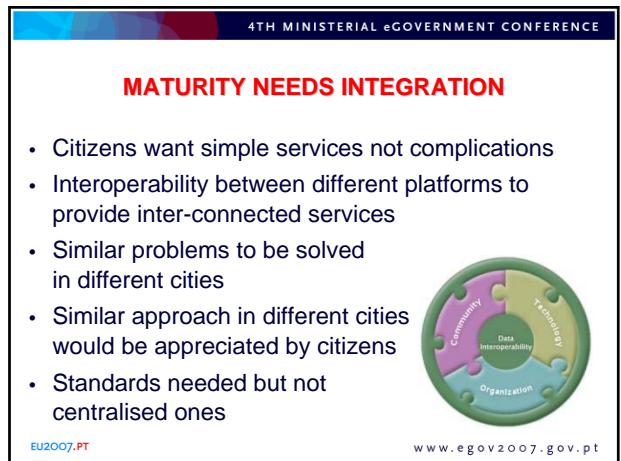 4TH MINISTERIAL eGOVERNMENT CONFERENCE
MATURITY NEEDS INTEGRATION
• Citizens want simple services not complications
• Interoperability between different platforms to
provide inter-connected services
• Similar problems to be solved
in different cities
• Similar approach in different cities
would be appreciated by citizens
• Standards needed but not
centralised ones
Community
Technology
Data
Interoperability
Organization
EU2007.PT
www.egov2007.gov.pt